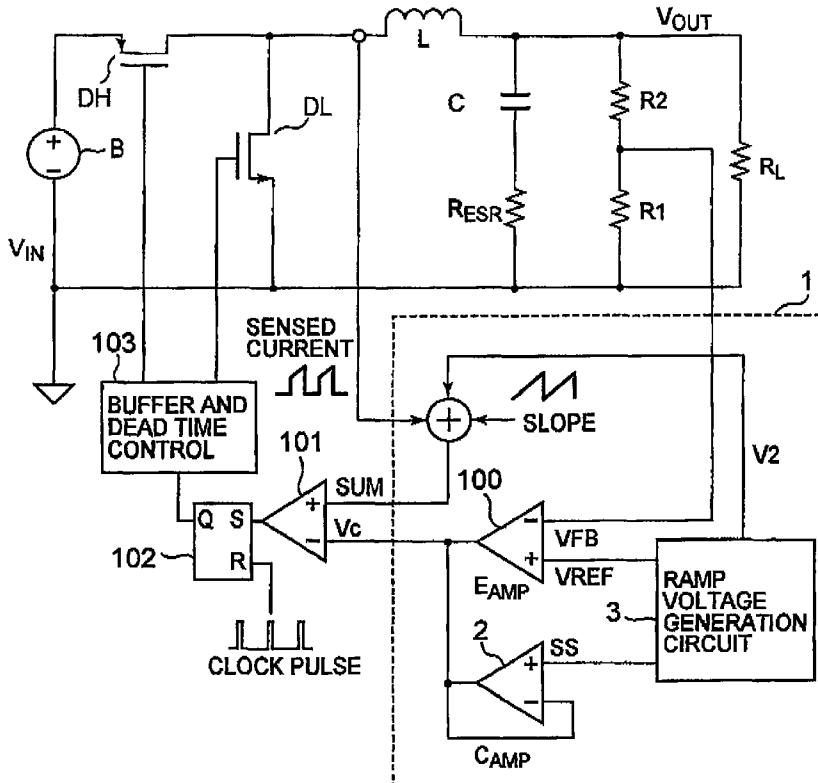 VOUT
L
DH
DL
C
R2
B
RESR
R1
RL
VIN
1
SENSED
CURRENT
103
BUFFER AND
DEAD TIME
CONTROL
+
SLOPE
V2
101
SUM
100
Q S
+
Vc
-
-
VFB
102
R
+
VREF
EAMP
RAMP
VOLTAGE
GENERATION
CIRCUIT
3
2
SS
CLOCK PULSE
+
-
CAMP